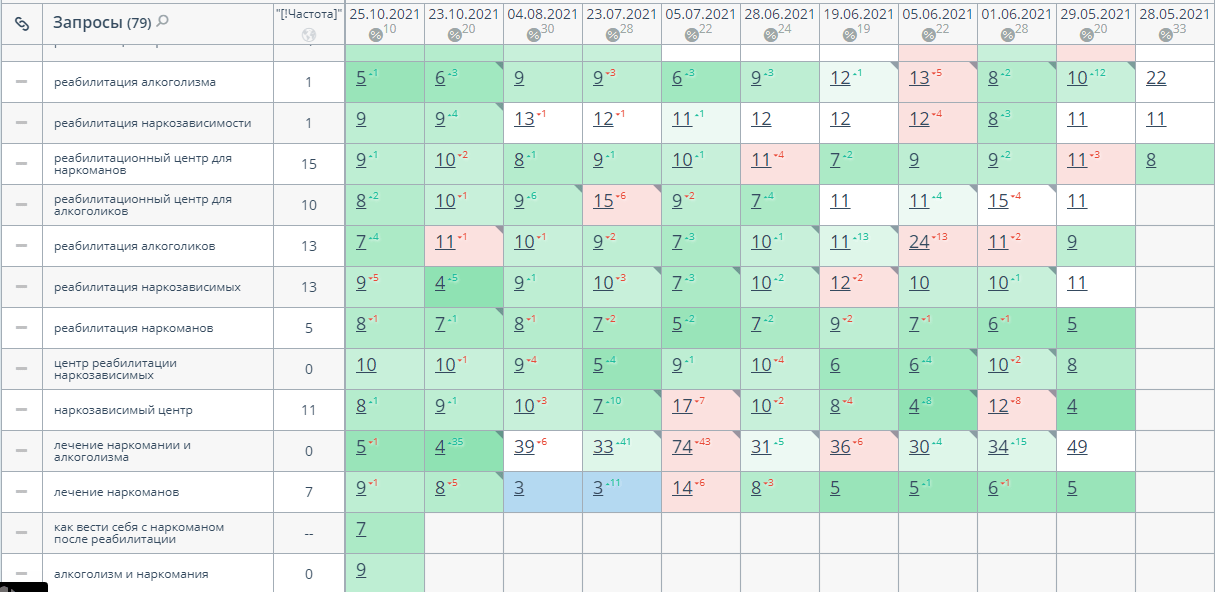 Запросы (79) "[!Частота]" 25.10.2021 23.10.2021 04.08.2021 23.07.2021 05.07.2021 28.06.2021 19.06.2021 05.06.2021 01.06.2021 29.05.2021 28.05.2021
% 10 % 20 % 30 % 28 % 22 % 24 % 19 % 22 % 28 % 20 % 33
реабилитация алкоголизма 1 5 1 6 3 9 9 3 6 3 9 3 12 1 13 5 8 2 10 12 22
реабилитация наркозависимости 1 9 9 4 13 1 12 1 11 1 12 12 12 4 8 3 11 11
реабилитационный центр для
наркоманов 15 9 1 10 2 8 1 9 1 10 1 11 4 7 2 9 9 2 11 3 8
реабилитационный центр для
алкоголиков 10 8 2 10 1 9 6 15 6 9 2 7 4 11 11 4 15 4 11
реабилитация алкоголиков 13 7 4 11 1 10 1 9 2 7 3 10 1 11 13 24 13 11 2 9
реабилитация наркозависимых 13 9 5 4 5 9 1 10 3 7 3 10 2 12 2 10 10 1 11
реабилитация наркоманов 5 8 1 7 1 8 1 7 2 5 2 7 2 9 2 7 1 6 1 5
центр реабилитации
наркозависимых 0 10 10 1 9 4 5 4 9 1 10 4 6 6 4 10 2 8
наркозависимый центр 11 8 1 9 1 10 3 7 10 17 7 10 2 8 4 4 8 12 8 4
лечение наркомании и
алкоголизма 0 5 1 4 35 39 6 33 41 74 43 31 5 36 6 30 4 34 15 49
лечение наркоманов 7 9 1 8 5 3 3 11 14 6 8 3 5 5 1 6 1 5
как вести себя с наркоманом
после реабилитации -- 7
алкоголизм и наркомания 0 9